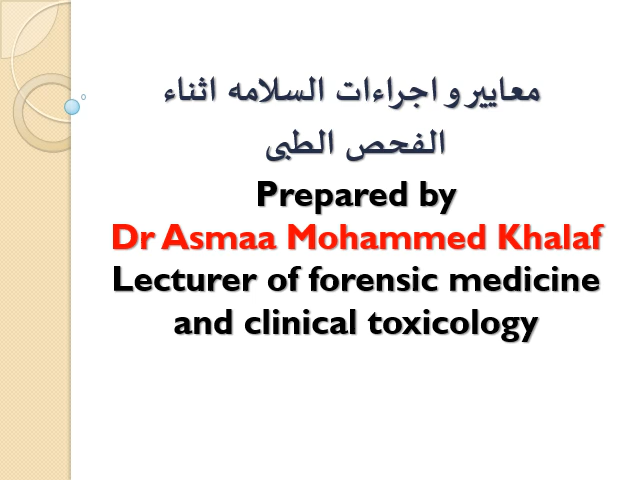 معايير و اجراءات السلامه اثناء
الفحص الطبى
Prepared by
Dr Asmaa Mohammed Khalaf
Lecturer of forensic medicine
and clinical toxicology